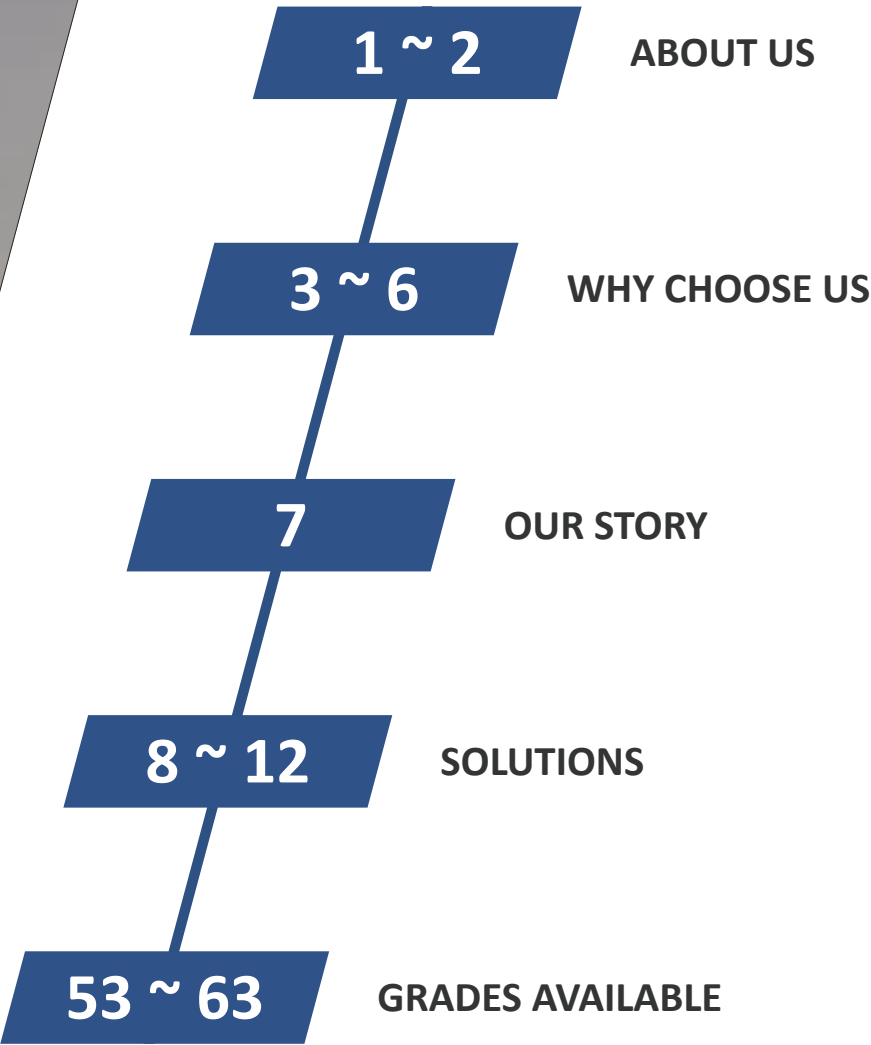 1 ~ 2 ABOUT US
3 ~ 6 WHY CHOOSE US
7 OUR STORY
8 ~ 12 SOLUTIONS
53 ~ 63 GRADES AVAILABLE